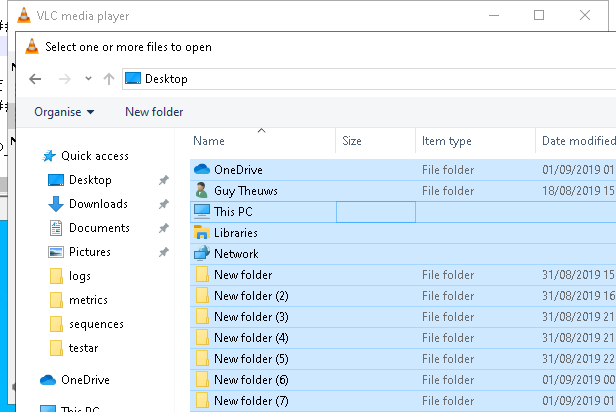 VLC media player
Select one or more files to open
Desktop
Organise New folder
Name Size Item type Date modified
Quick access
Desktop
Downloads
Documents
Pictures
logs
metrics
sequences
testar
OneDrive
This PC
OneDrive File folder 01/09/2019 01
Guy Theuws File folder 18/08/2019 15
This PC
Libraries
Network
New folder File folder 31/08/2019 15
New folder (2) File folder 31/08/2019 16
New folder (3) File folder 31/08/2019 21
New folder (4) File folder 31/08/2019 21
New folder (5) File folder 31/08/2019 22
New folder (6) File folder 01/09/2019 00
New folder (7) File folder 01/09/2019 01